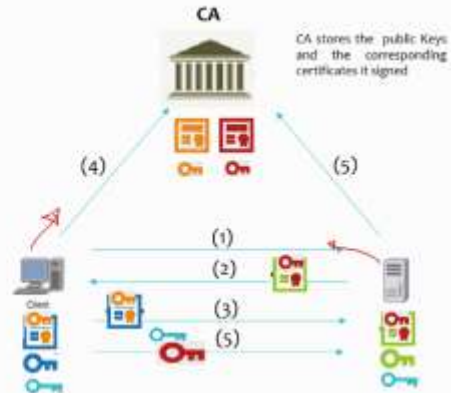 CA
CA stores the public Keys
and the corresponding
certificates it signed
(4)
(5)
(1)
(2)
Client
(3)
(5)